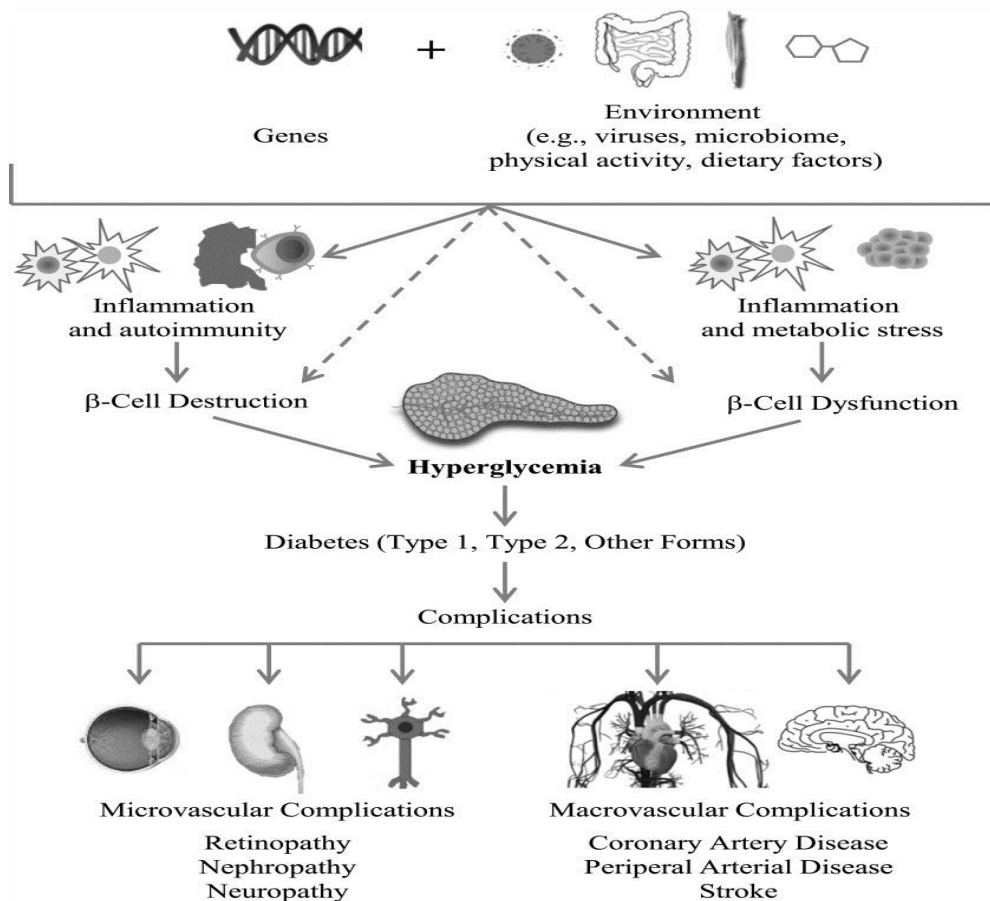 Genes
+
Environment
(e.g., viruses, microbiome,
physical activity, dietary factors)
Inflammation
and autoimmunity
Inflammation
and metabolic stress
β-Cell Destruction
β-Cell Dysfunction
Hyperglycemia
Diabetes (Type 1, Type 2, Other Forms)
Complications
Microvascular Complications
Retinopathy
Nephropathy
Neuropathy
Macrovascular Complications
Coronary Artery Disease
Periperal Arterial Disease
Stroke